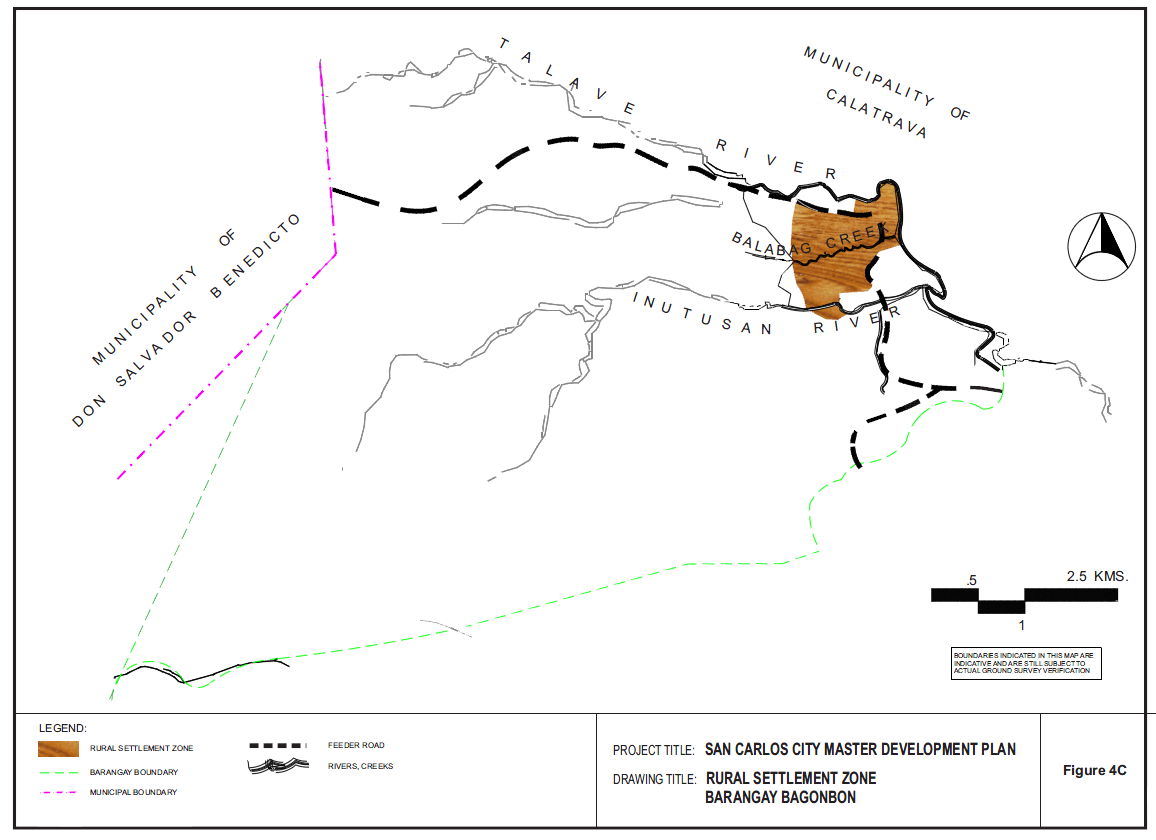 TALAVE RIVER
MUNICIPALITY OF
CALATRAVA
MUNICIPALITY OF
DON SALVADOR BENEDICTO
BALABAG CREEK
INUTUSAN RIVER
.5
2.5 KMS.
1
BOUNDARIES INDICATED IN THIS MAP ARE
INDICATIVE AND ARE STILL SUBJECT TO
ACTUAL GROUND SURVEY VERIFICATION
LEGEND:
RURAL SETTLEMENT ZONE
BARANGAY BOUNDARY
MUNICIPAL BOUNDARY
FEEDER ROAD
RIVERS, CREEKS
PROJECT TITLE: SAN CARLOS CITY MASTER DEVELOPMENT PLAN
DRAWING TITLE: RURAL SETTLEMENT ZONE
BARANGAY BAGONBON
Figure 4C